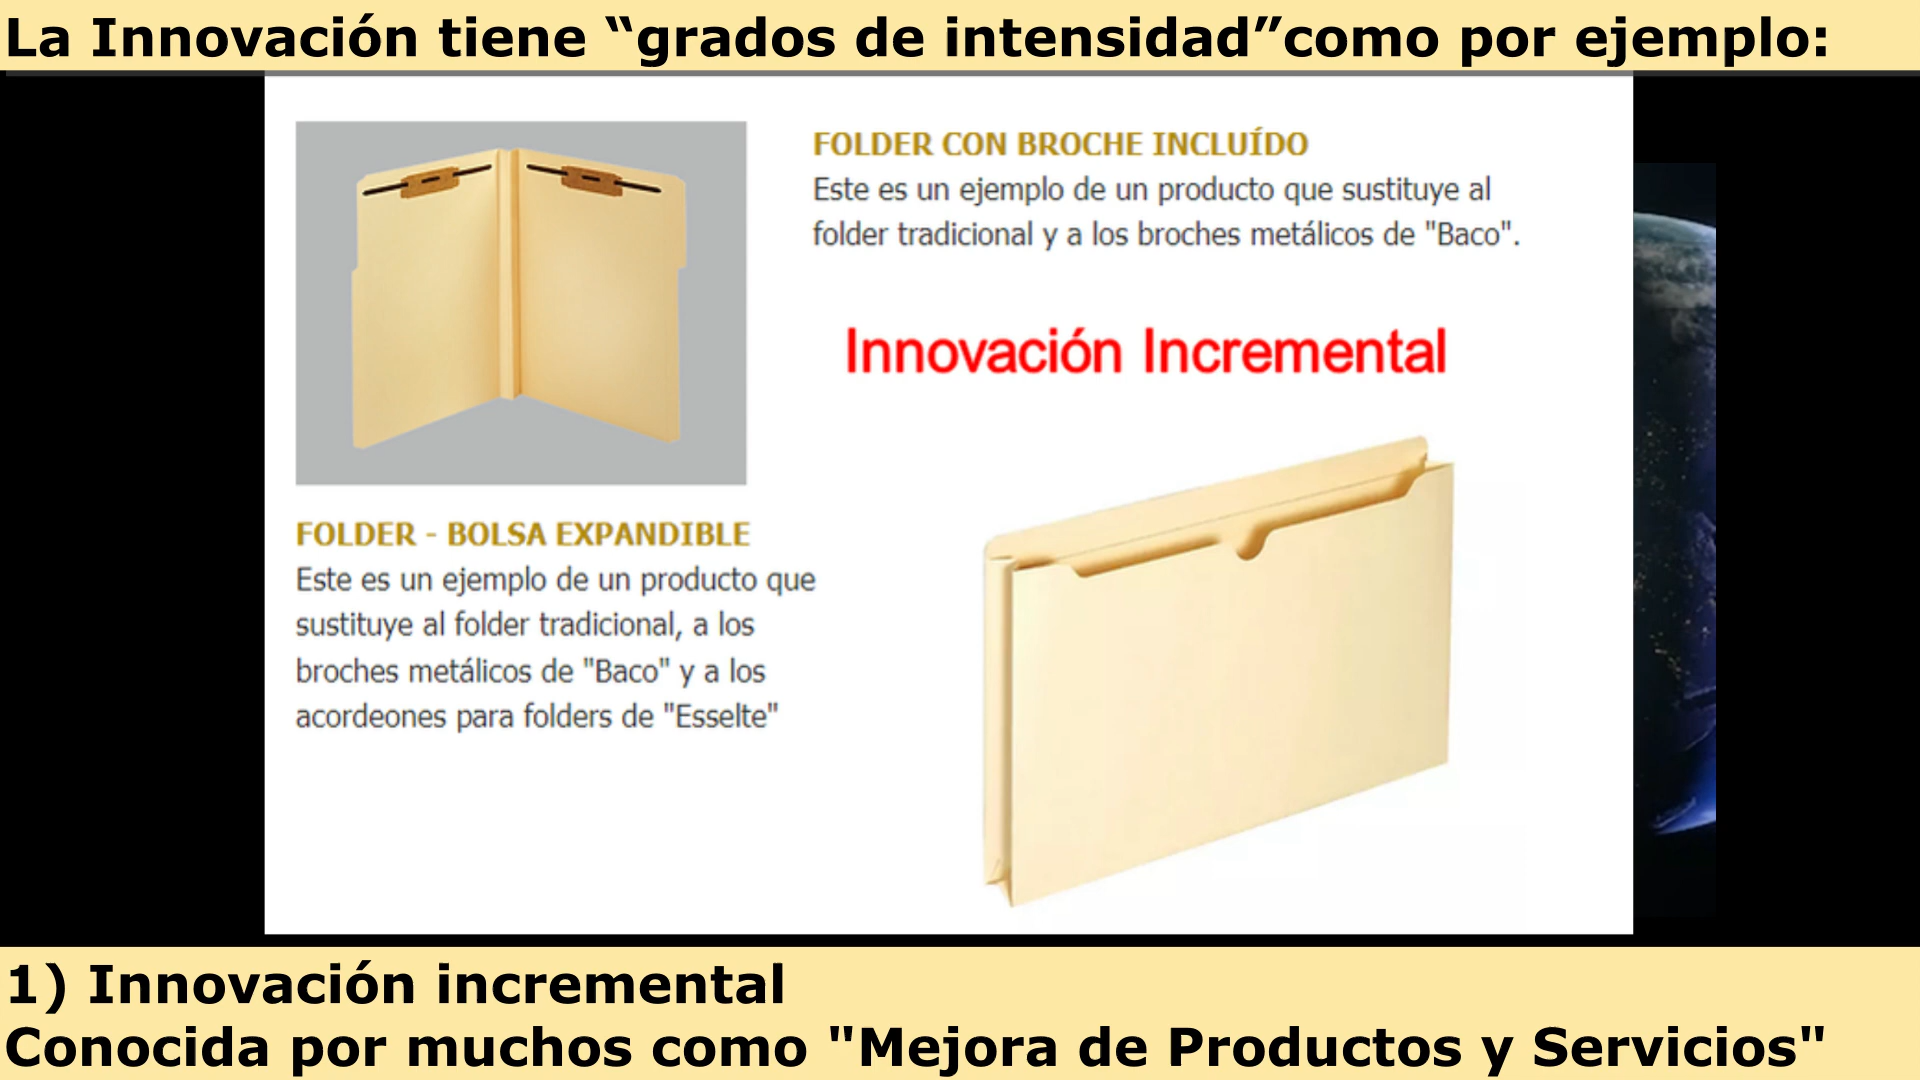 La Innovación tiene “grados de intensidad”como por ejemplo:
FOLDER CON BROCHE INCLUÍDO
Este es un ejemplo de un producto que sustituye al
folder tradicional y a los broches metálicos de "Baco".
Innovación Incremental
FOLDER - BOLSA EXPANDIBLE
Este es un ejemplo de un producto que
sustituye al folder tradicional, a los
broches metálicos de "Baco" y a los
acordeones para folders de "Esselte"
1) Innovación incremental
Conocida por muchos como "Mejora de Productos y Servicios"